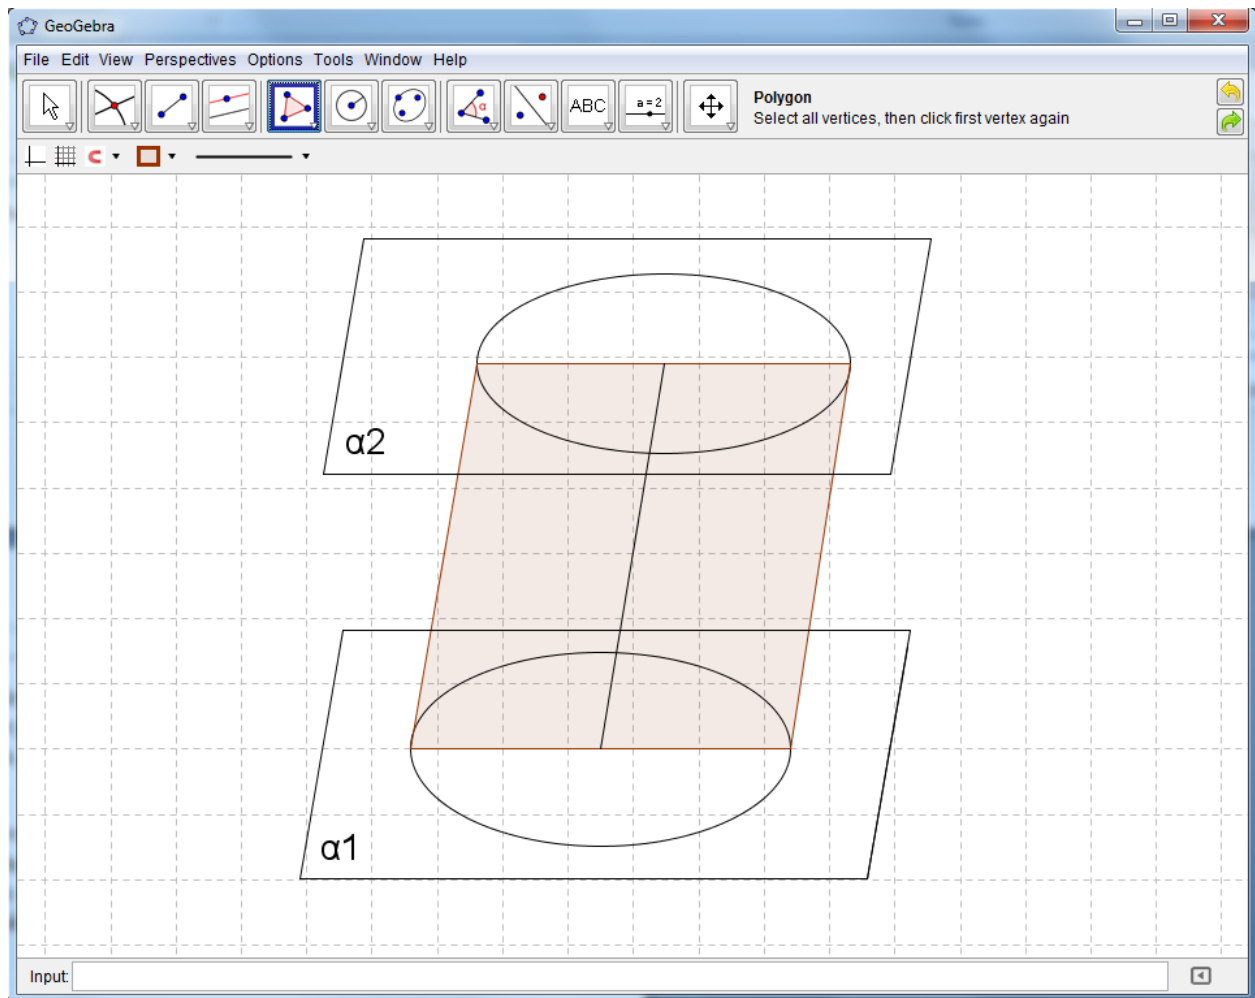 GeoGebra
File Edit View Perspectives Options Tools Window Help
α ABC a = 2 Polygon
Select all vertices, then click first vertex again
α2
α1
Input: